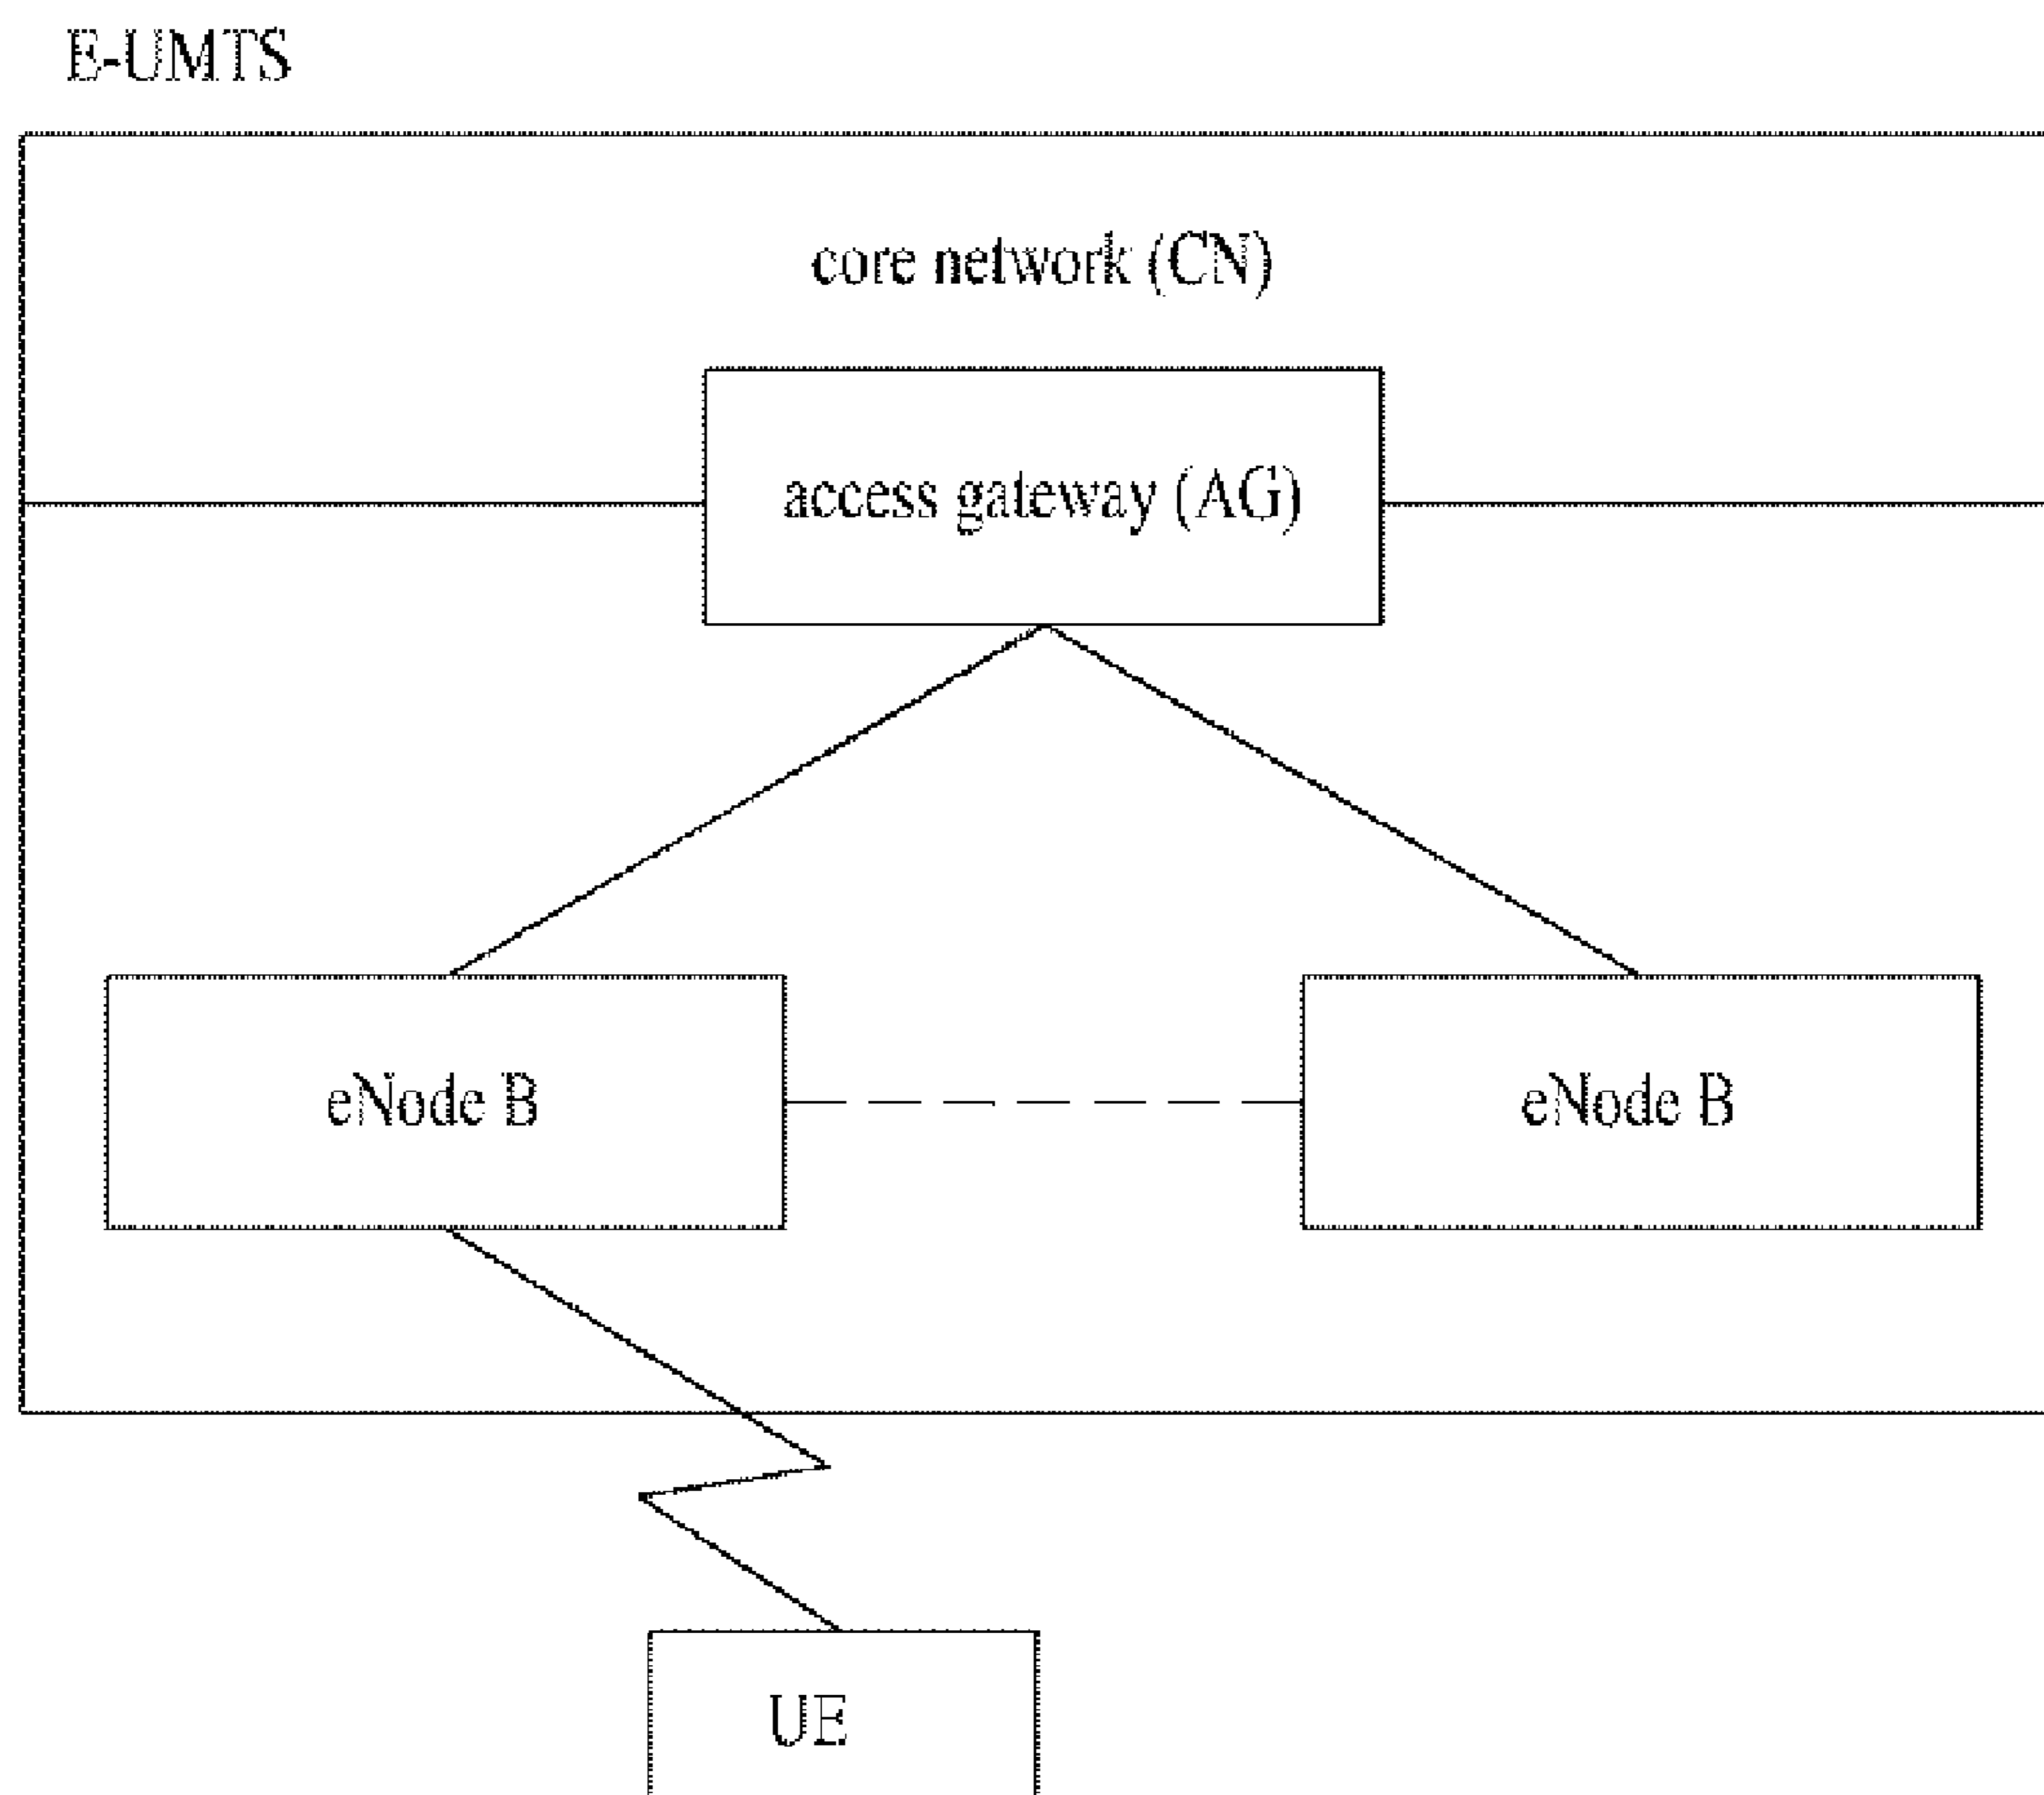 E-UMTS
core network (CN)
access gateway (AG)
eNode B
eNode B
UE